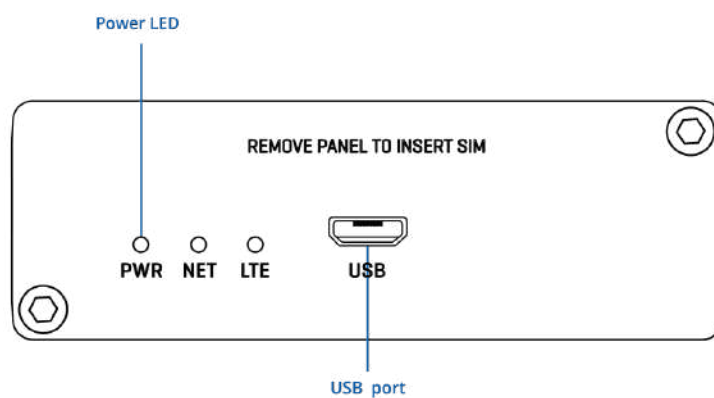 Power LED
REMOVE PANEL TO INSERT SIM
PWR NET LTE USB
USB port